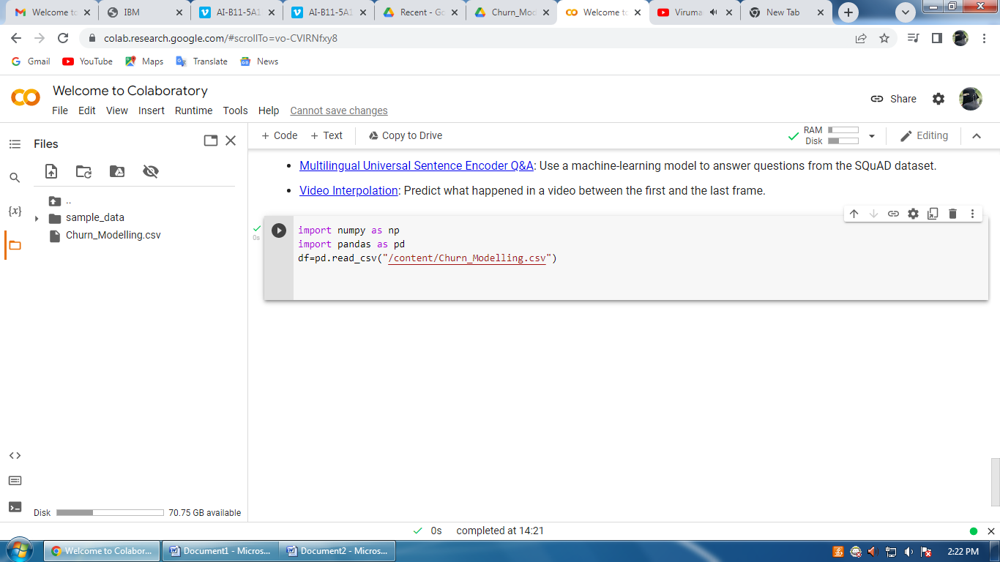 Welcome to
IBM
AI-B11-5A1
AI-B11-5A1
Recent - Go
Churn_Mod
Welcome to
Viruma
New Tab
colab.research.google.com/#scrollTo=vo-CVlRNfxy8
Gmail
YouTube
Maps
Translate
News
Welcome to Colaboratory
File Edit View Insert Runtime Tools Help Cannot save changes
Share
Files
+ Code + Text Copy to Drive
RAM
Disk
Editing
..
sample_data
Churn_Modelling.csv
Multilingual Universal Sentence Encoder Q&A: Use a machine-learning model to answer questions from the SQuAD dataset.
Video Interpolation: Predict what happened in a video between the first and the last frame.
0s
import numpy as np
import pandas as pd
df=pd.read_csv("/content/Churn_Modelling.csv")
{x}
Disk 70.75 GB available
0s completed at 14:21
Welcome to Colabor...
Document1 - Micros...
Document2 - Micros...
2:22 PM